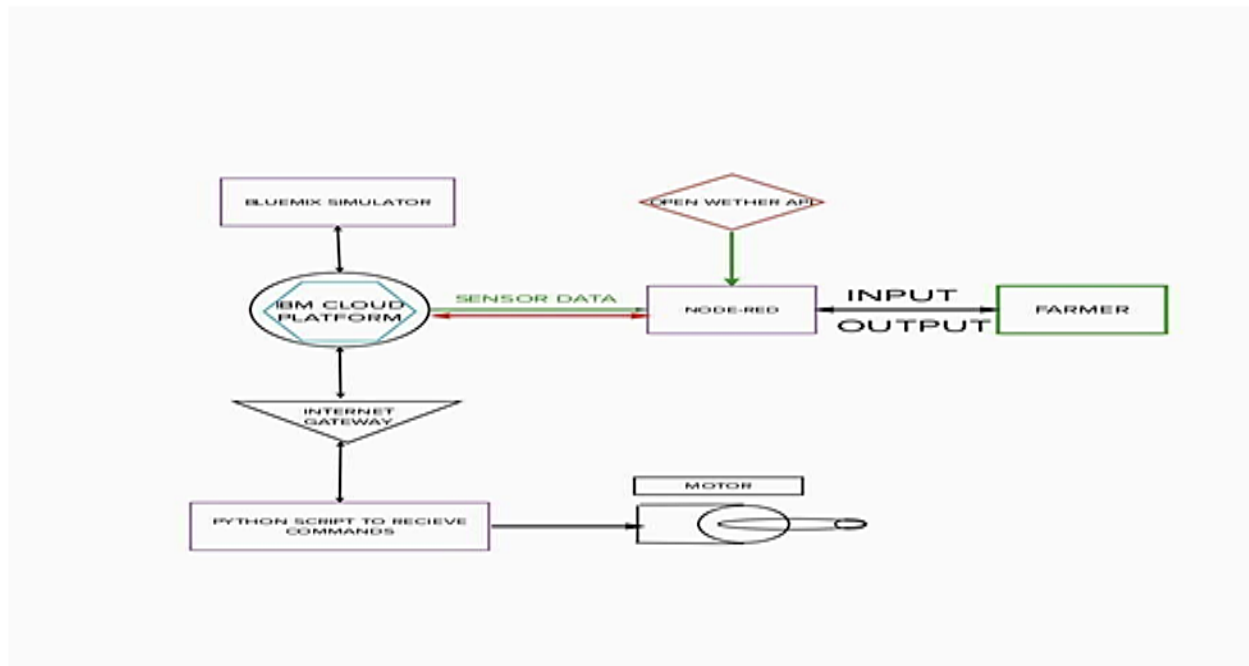 BLUEMIX SIMULATOR
OPEN WETHER API
IBM CLOUD
PLATFORM
SENSOR DATA
NODE-RED
INPUT
OUTPUT
FARMER
INTERNET
GATEWAY
PYTHON SCRIPT TO RECIEVE
COMMANDS
MOTOR